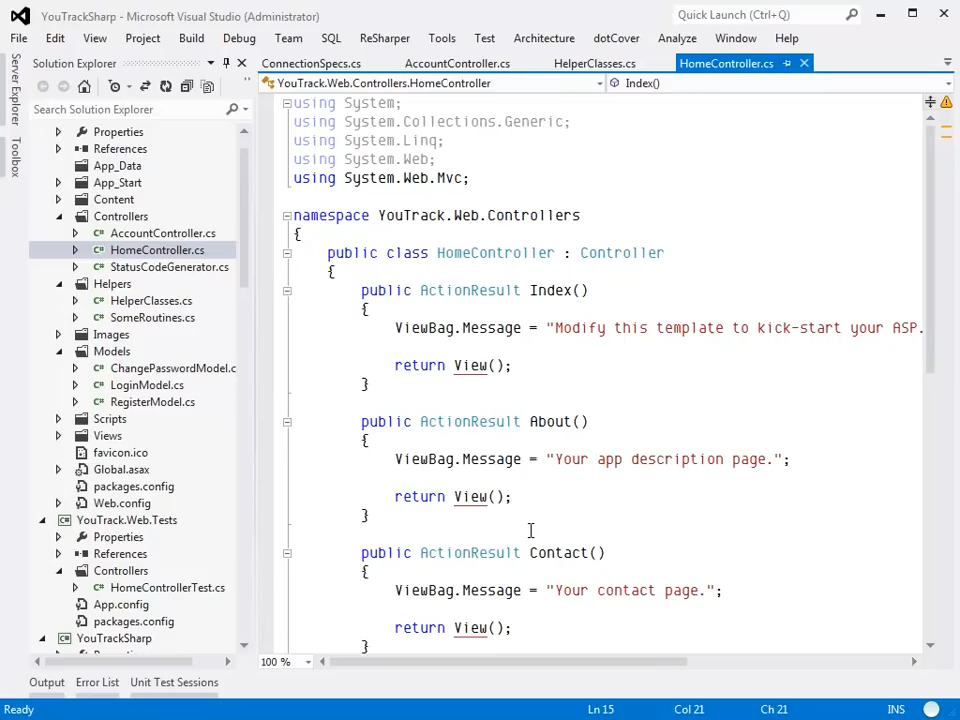 YouTrackSharp - Microsoft Visual Studio (Administrator)
Quick Launch (Ctrl+Q)
File Edit View Project Build Debug Team SQL ReSharper Tools Test Architecture dotCover Analyze Window Help
Server Explorer
Toolbox
Solution Explorer
Search Solution Explorer
Properties
References
App_Data
App_Start
Content
Controllers
AccountController.cs
HomeController.cs
StatusCodeGenerator.cs
Helpers
HelperClasses.cs
SomeRoutines.cs
Images
Models
ChangePasswordModel.c
LoginModel.cs
RegisterModel.cs
Scripts
Views
favicon.ico
Global.asax
packages.config
Web.config
YouTrack.Web.Tests
Properties
References
Controllers
HomeControllerTest.cs
App.config
packages.config
YouTrackSharp
ConnectionSpecs.cs AccountController.cs HelperClasses.cs HomeController.cs
YouTrack.Web.Controllers.HomeController Index()
using System;
using System.Collections.Generic;
using System.Linq;
using System.Web;
using System.Web.Mvc;
namespace YouTrack.Web.Controllers
{
public class HomeController : Controller
{
public ActionResult Index()
{
ViewBag.Message = "Modify this template to kick-start your ASP.
return View();
}
public ActionResult About()
{
ViewBag.Message = "Your app description page.";
return View();
}
public ActionResult Contact()
{
ViewBag.Message = "Your contact page.";
return View();
}
100 %
Output Error List Unit Test Sessions
Ready Ln 15 Col 21 Ch 21 INS